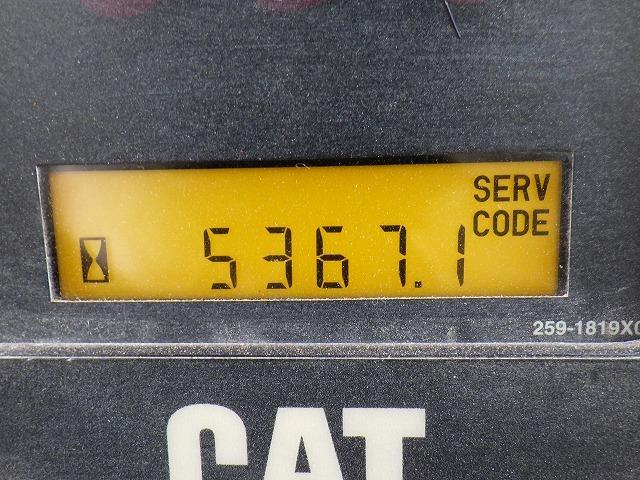 SERV
CODE
5367.1
259-1819X
CAT